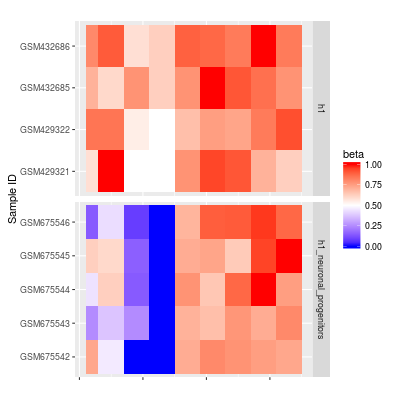 Sample ID
GSM432686
GSM432685
GSM429322
GSM429321
h1
GSM675546
GSM675545
GSM675544
GSM675543
GSM675542
h1_neuronal_progenitors
beta
1.00
0.75
0.50
0.25
0.00